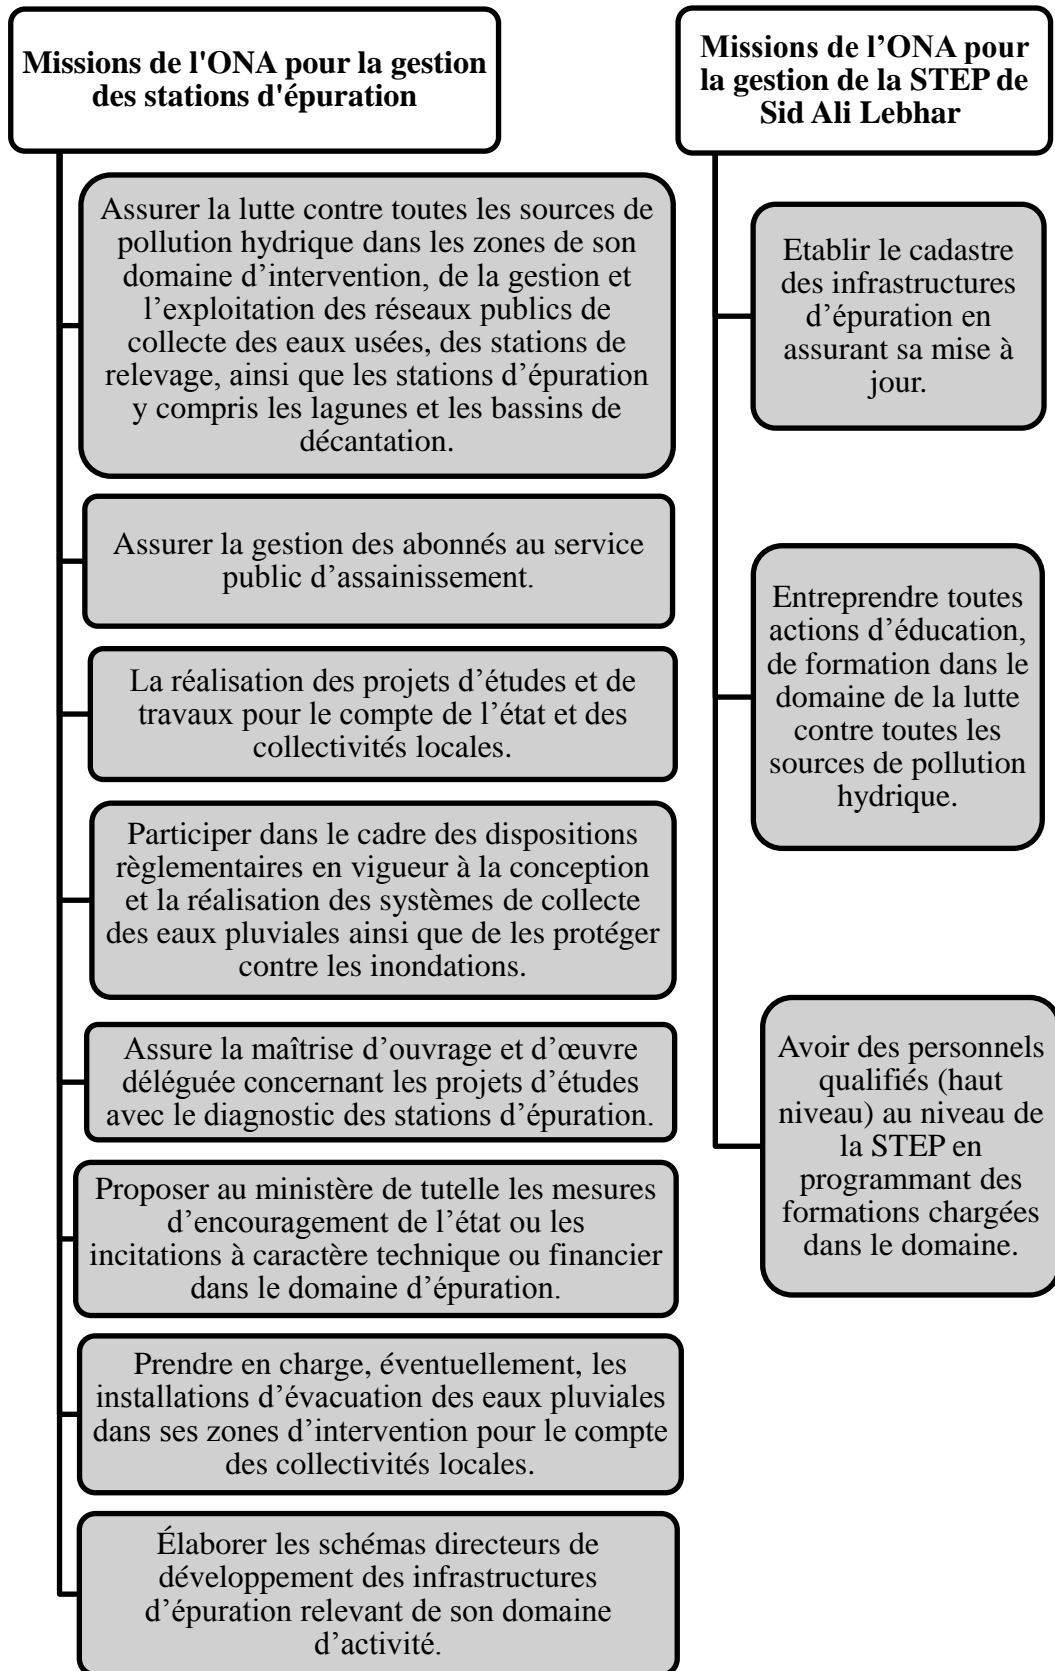 Missions de l'ONA pour la gestion
des stations d'épuration
Assurer la lutte contre toutes les sources de
pollution hydrique dans les zones de son
domaine d’intervention, de la gestion et
l’exploitation des réseaux publics de
collecte des eaux usées, des stations de
relevage, ainsi que les stations d’épuration
y compris les lagunes et les bassins de
décantation.
Assurer la gestion des abonnés au service
public d’assainissement.
La réalisation des projets d’études et de
travaux pour le compte de l’état et des
collectivités locales.
Participer dans le cadre des dispositions
règlementaires en vigueur à la conception
et la réalisation des systèmes de collecte
des eaux pluviales ainsi que de les protéger
contre les inondations.
Assure la maîtrise d’ouvrage et d’œuvre
déléguée concernant les projets d’études
avec le diagnostic des stations d’épuration.
Proposer au ministère de tutelle les mesures
d’encouragement de l’état ou les
incitations à caractère technique ou financier
dans le domaine d’épuration.
Prendre en charge, éventuellement, les
installations d’évacuation des eaux pluviales
dans ses zones d’intervention pour le compte
des collectivités locales.
Élaborer les schémas directeurs de
développement des infrastructures
d’épuration relevant de son domaine
d’activité.
Missions de l’ONA pour
la gestion de la STEP de
Sid Ali Lebhar
Etablir le cadastre
des infrastructures
d’épuration en
assurant sa mise à
jour.
Entreprendre toutes
actions d’éducation,
de formation dans le
domaine de la lutte
contre toutes les
sources de pollution
hydrique.
Avoir des personnels
qualifiés (haut
niveau) au niveau de
la STEP en
programmant des
formations chargées
dans le domaine.